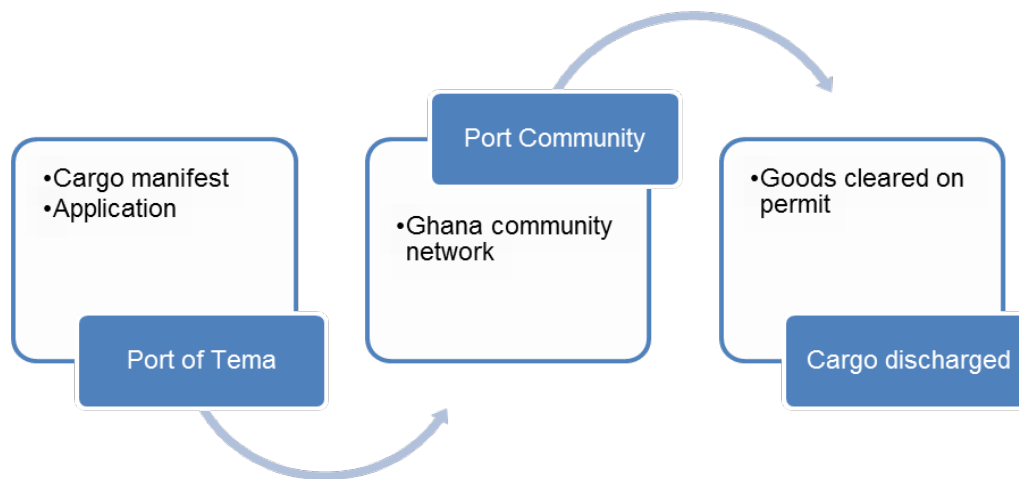 •Cargo manifest
•Application
Port of Tema
Port Community
•Ghana community
network
•Goods cleared on
permit
Cargo discharged